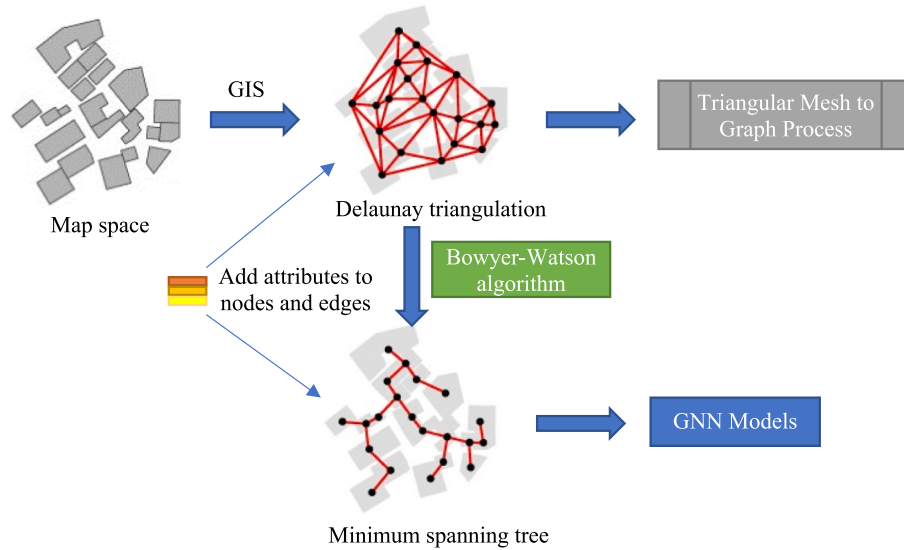 GIS
Triangular Mesh to
Graph Process
Map space
Delaunay triangulation
Bowyer-Watson
algorithm
Add attributes to
nodes and edges
GNN Models
Minimum spanning tree